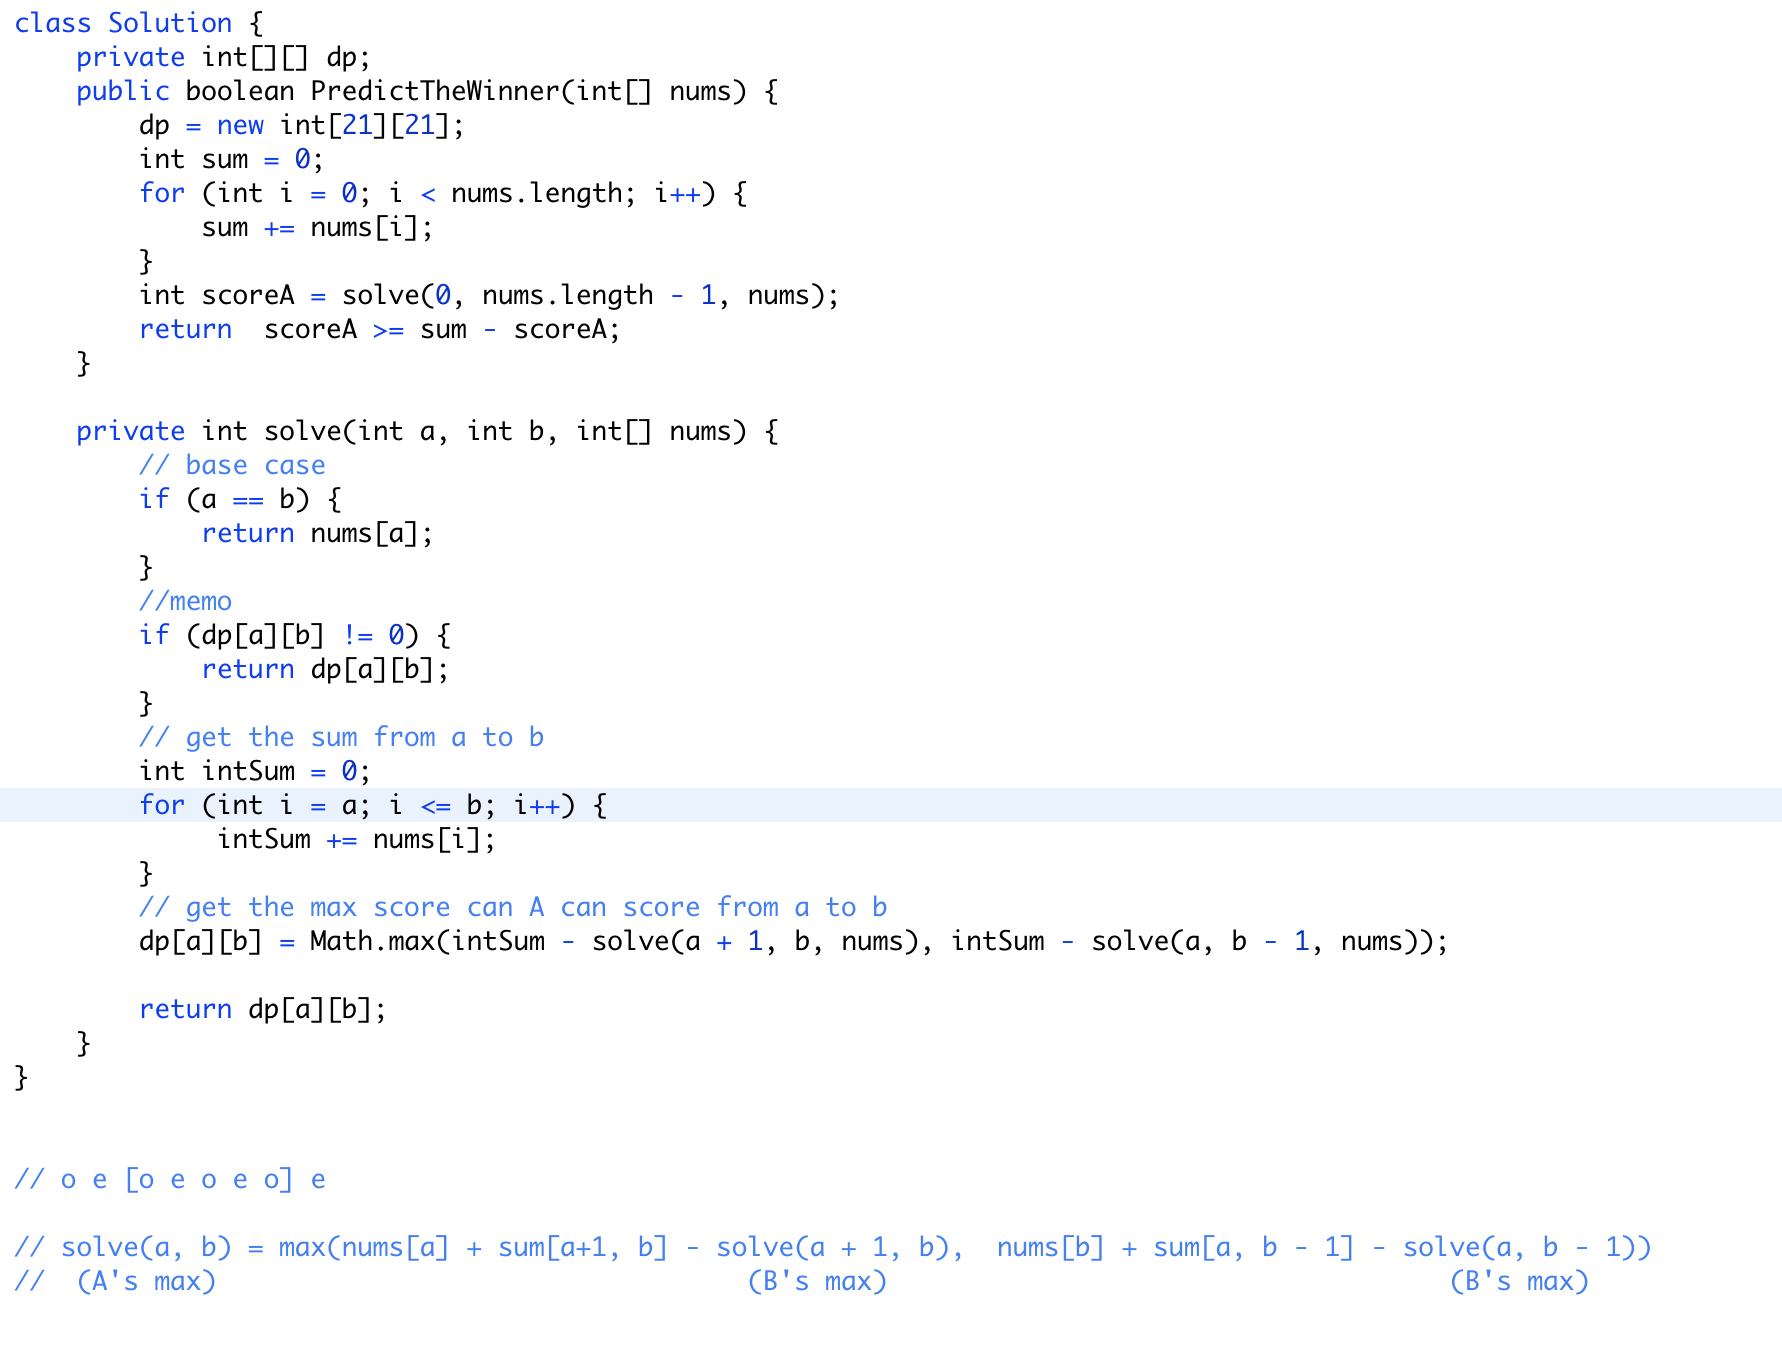 class Solution {
    private int[][] dp;
    public boolean PredictTheWinner(int[] nums) {
        dp = new int[21][21];
        int sum = 0;
        for (int i = 0; i < nums.length; i++) {
            sum += nums[i];
        }
        int scoreA = solve(0, nums.length - 1, nums);
        return  scoreA >= sum - scoreA;
    }

    private int solve(int a, int b, int[] nums) {
        // base case
        if (a == b) {
            return nums[a];
        }
        //memo
        if (dp[a][b] != 0) {
            return dp[a][b];
        }
        // get the sum from a to b
        int intSum = 0;
        for (int i = a; i <= b; i++) {
             intSum += nums[i];
        }
        // get the max score can A can score from a to b
        dp[a][b] = Math.max(intSum - solve(a + 1, b, nums), intSum - solve(a, b - 1, nums));

        return dp[a][b];
    }
}

// o e [o e o e o] e

// solve(a, b) = max(nums[a] + sum[a+1, b] - solve(a + 1, b),  nums[b] + sum[a, b - 1] - solve(a, b - 1))
//  (A's max)                                  (B's max)                                    (B's max)